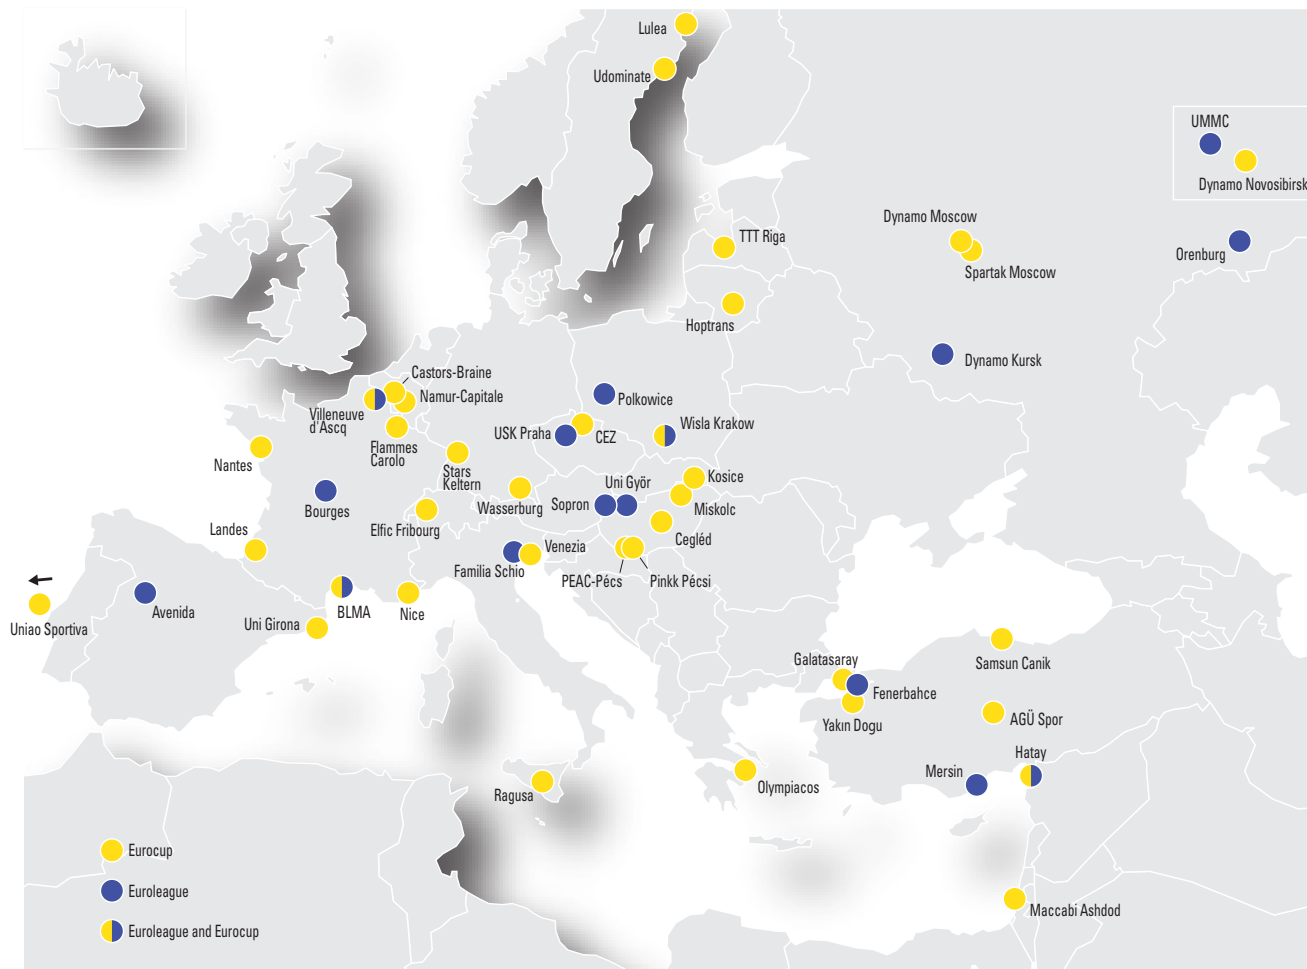 Lulea
Udominate
UMMC
Dynamo Novosibirsk
Dynamo Moscow
TTT Riga
Orenburg
Spartak Moscow
Hoptrans
Dynamo Kursk
Castors-Braine
Namur-Capitale
Polkowice
Villeneuve
d'Ascq
Wisla Krakow
USK Praha
CEZ
Flammes
Carolo
Nantes
Stars
Keltern
Uni Györ
Kosice
Bourges
Sopron
Wasserburg
Miskolc
Landes
Elfic Fribourg
Cegléd
Venezia
Familia Schio
PEAC-Pécs
Pinkk Pécsi
Avenida
BLMA
Nice
Uniao Sportiva
Uni Girona
Galatasaray
Samsun Canik
Fenerbahce
Yakın Dogu
AGÜ Spor
Hatay
Mersin
Olympiacos
Ragusa
Eurocup
Euroleague
Maccabi Ashdod
Euroleague and Eurocup